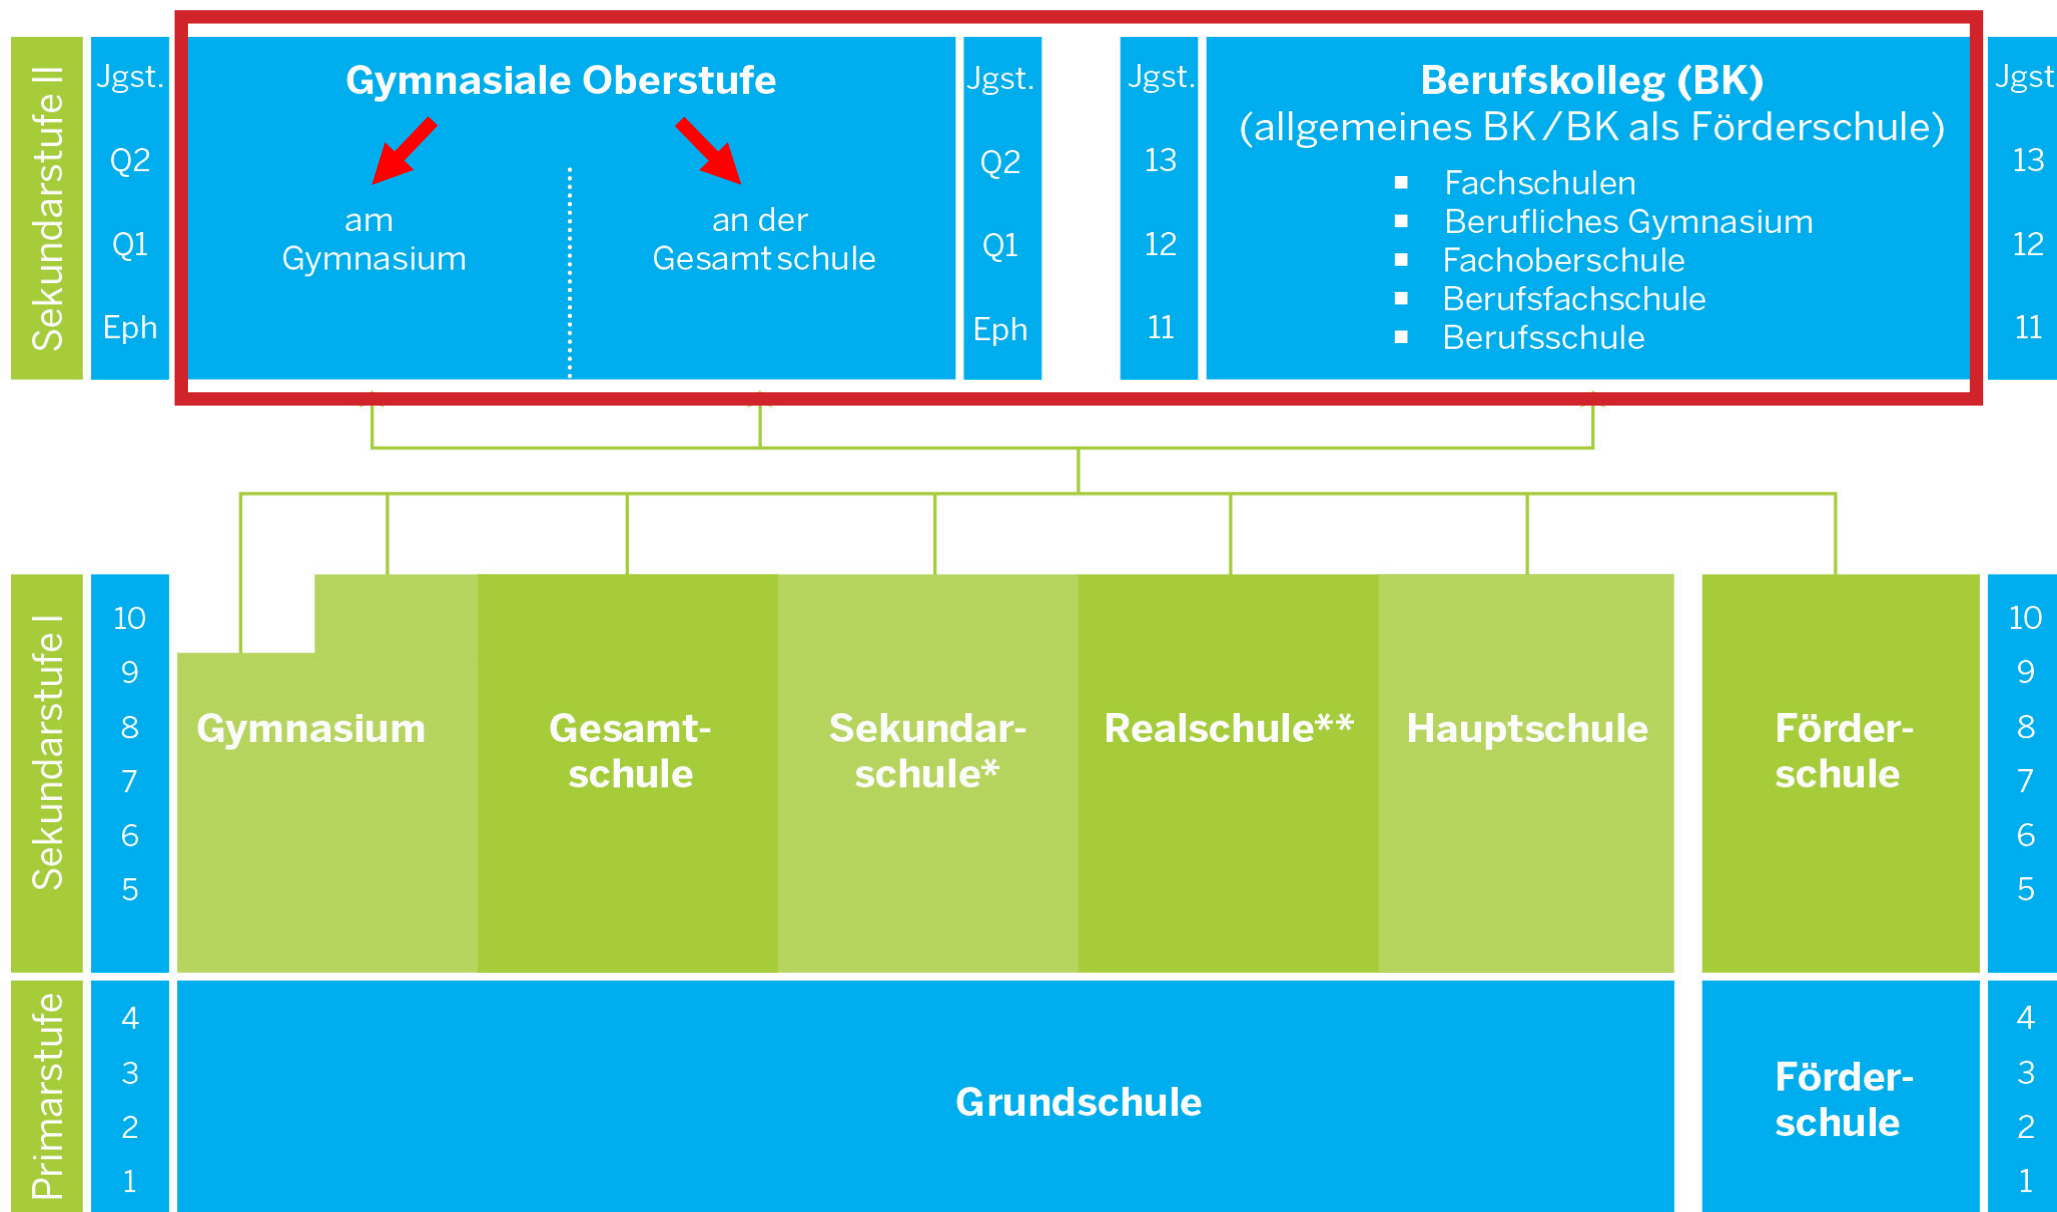 Sekundarstufe II
Jgst.
Q2
Q1
Eph
Gymnasiale Oberstufe
am
Gymnasium
an der
Gesamtschule
Jgst.
Q2
Q1
Eph
Jgst.
13
12
11
Berufskolleg (BK)
(allgemeines BK/BK als Förderschule)
▪ Fachschulen
▪ Berufliches Gymnasium
▪ Fachoberschule
▪ Berufsfachschule
▪ Berufsschule
Jgst
13
12
11
Sekundarstufe I
10
9
8
7
6
5
Gymnasium
Gesamt-
schule
Sekundar-
schule*
Realschule**
Hauptschule
Förder-
schule
10
9
8
7
6
5
Primarstufe
4
3
2
1
Grundschule
Förder-
schule
4
3
2
1